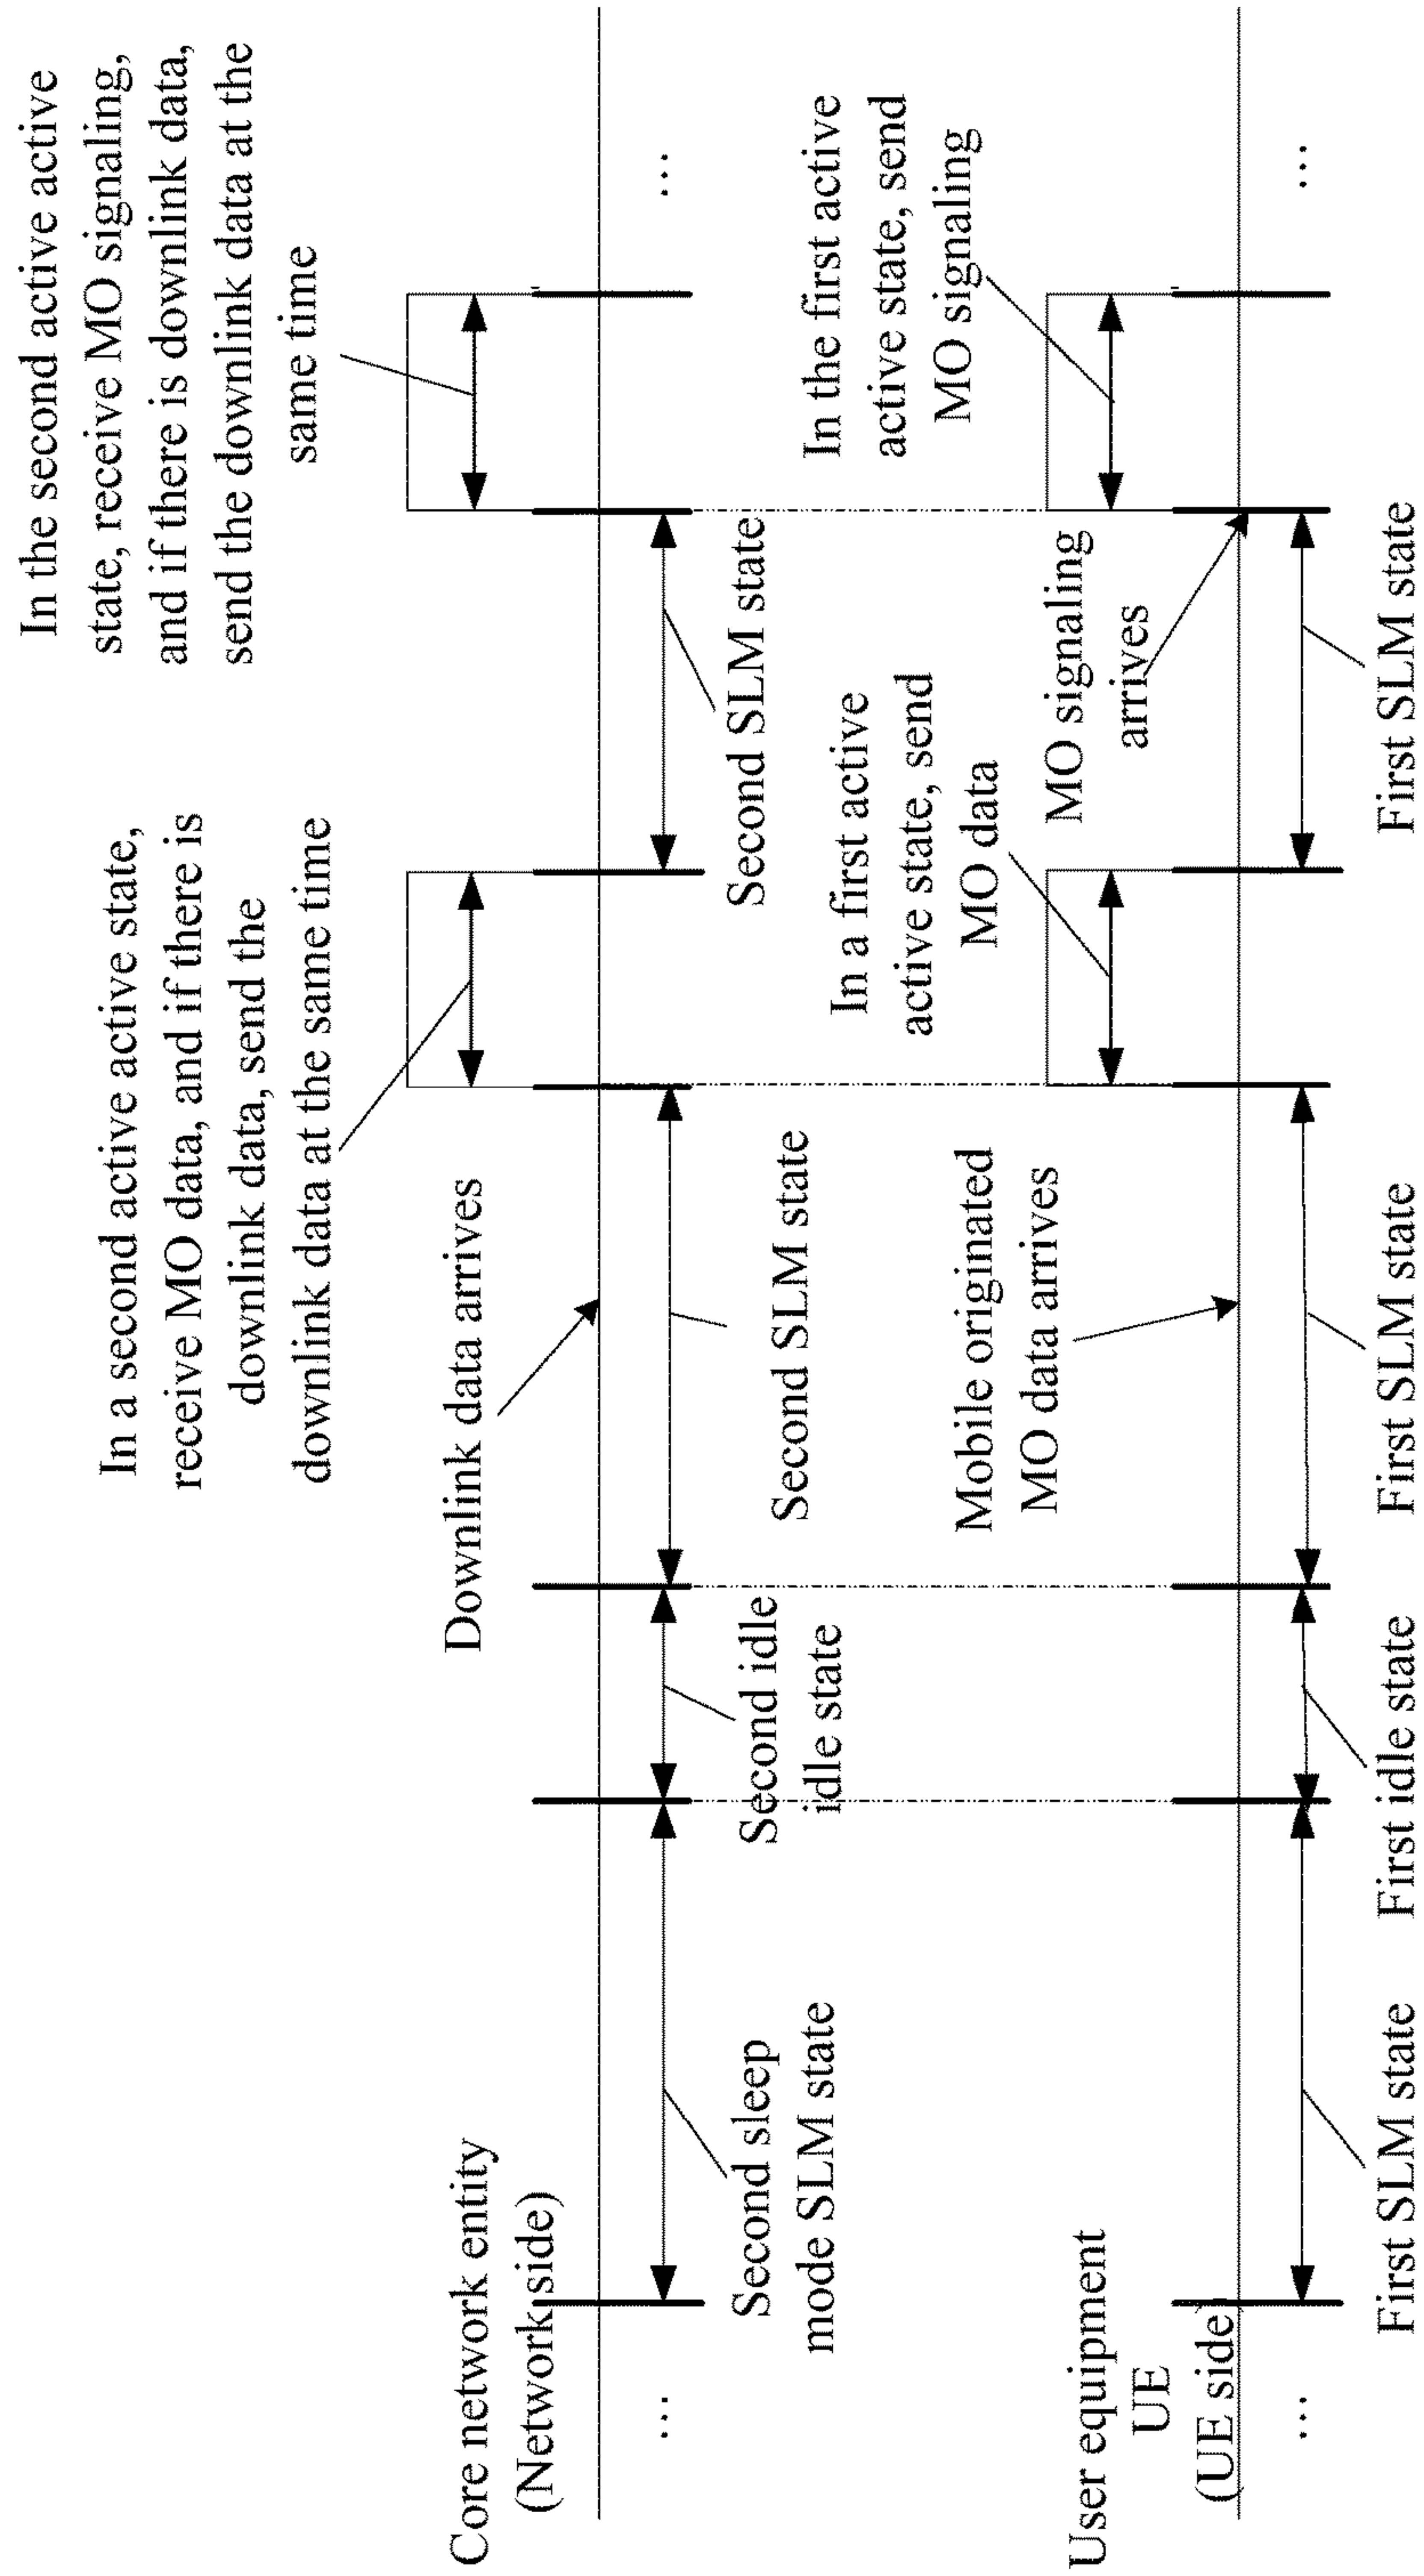 In a second active active state,
receive MO data, and if there is
downlink data, send the
downlink data at the same time
In the second active active
state, receive MO signaling,
and if there is downlink data,
send the downlink data at the
same time
Core network entity
(Network side)
Downlink data arrives
...
Second sleep
mode SLM state
Second idle
idle state
Second SLM state
Second SLM state
...
User equipment
UE
(UE side)
Mobile originated
MO data arrives
In a first active
active state, send
MO data
MO signaling
arrives
In the first active
active state, send
MO signaling
...
First SLM state
First idle state
First SLM state
First SLM state
...